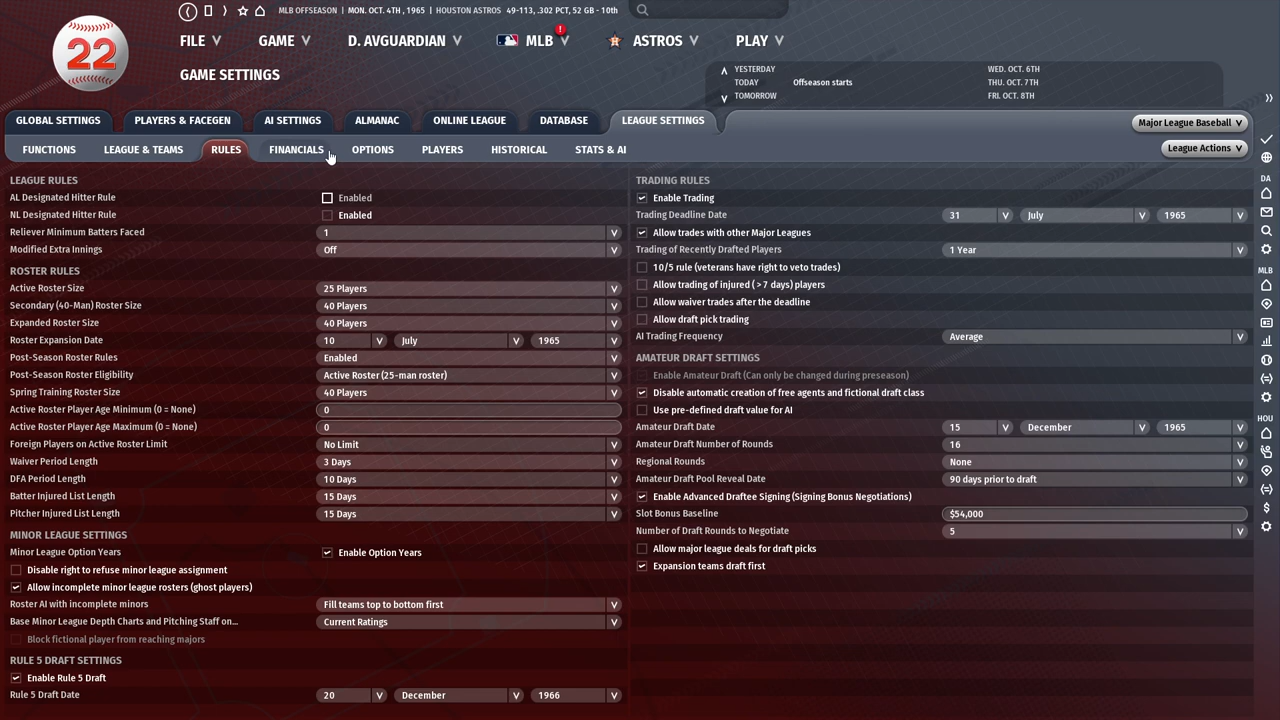 MLB OFFSEASON | MON. OCT. 4TH, 1965 | HOUSTON ASTROS 49-113, .302 PCT, 52 GB - 10th
22
FILE GAME D. AVGUARDIAN MLB ! ASTROS PLAY
GAME SETTINGS
YESTERDAY WED. OCT. 6TH
TODAY Offseason starts THU. OCT. 7TH
TOMORROW FRI. OCT. 8TH
GLOBAL SETTINGS PLAYERS & FACEGEN AI SETTINGS ALMANAC ONLINE LEAGUE DATABASE LEAGUE SETTINGS Major League Baseball
FUNCTIONS LEAGUE & TEAMS RULES FINANCIALS OPTIONS PLAYERS HISTORICAL STATS & AI League Actions
LEAGUE RULES
AL Designated Hitter Rule Enabled
NL Designated Hitter Rule Enabled
Reliever Minimum Batters Faced 1
Modified Extra Innings Off
ROSTER RULES
Active Roster Size 25 Players
Secondary (40-Man) Roster Size 40 Players
Expanded Roster Size 40 Players
Roster Expansion Date 10 July 1965
Post-Season Roster Rules Enabled
Post-Season Roster Eligibility Active Roster (25-man roster)
Spring Training Roster Size 40 Players
Active Roster Player Age Minimum (0 = None) 0
Active Roster Player Age Maximum (0 = None) 0
Foreign Players on Active Roster Limit No Limit
Waiver Period Length 3 Days
DFA Period Length 10 Days
Batter Injured List Length 15 Days
Pitcher Injured List Length 15 Days
MINOR LEAGUE SETTINGS
Minor League Option Years Enable Option Years
Disable right to refuse minor league assignment
Allow incomplete minor league rosters (ghost players)
Roster AI with incomplete minors Fill teams top to bottom first
Base Minor League Depth Charts and Pitching Staff on... Current Ratings
Block fictional player from reaching majors
RULE 5 DRAFT SETTINGS
Enable Rule 5 Draft
Rule 5 Draft Date 20 December 1966
TRADING RULES
Enable Trading
Trading Deadline Date 31 July 1965
Allow trades with other Major Leagues
Trading of Recently Drafted Players 1 Year
10/5 rule (veterans have right to veto trades)
Allow trading of injured ( > 7 days) players
Allow waiver trades after the deadline
Allow draft pick trading
AI Trading Frequency Average
AMATEUR DRAFT SETTINGS
Enable Amateur Draft (Can only be changed during preseason)
Disable automatic creation of free agents and fictional draft class
Use pre-defined draft value for AI
Amateur Draft Date 15 December 1965
Amateur Draft Number of Rounds 16
Regional Rounds None
Amateur Draft Pool Reveal Date 90 days prior to draft
Enable Advanced Draftee Signing (Signing Bonus Negotiations)
Slot Bonus Baseline $54,000
Number of Draft Rounds to Negotiate 5
Allow major league deals for draft picks
Expansion teams draft first
DA
MLB
HOU